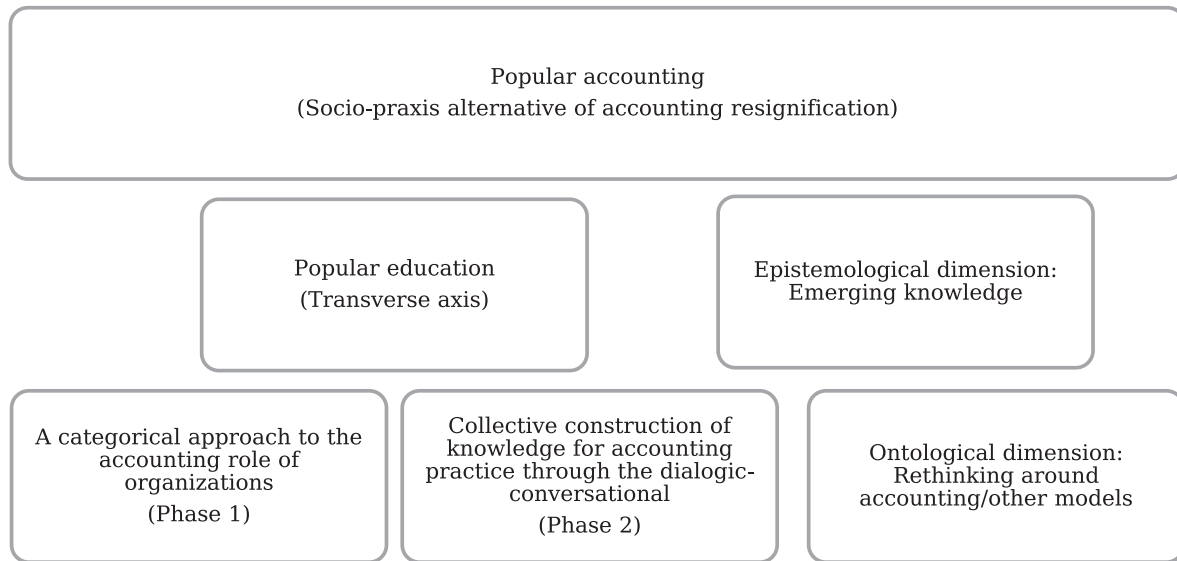 Popular accounting
(Socio-praxis alternative of accounting resignification)
Popular education
(Transverse axis)
Epistemological dimension:
Emerging knowledge
A categorical approach to the
accounting role of
organizations
(Phase 1)
Collective construction of
knowledge for accounting
practice through the dialogic-
conversational
(Phase 2)
Ontological dimension:
Rethinking around
accounting/other models